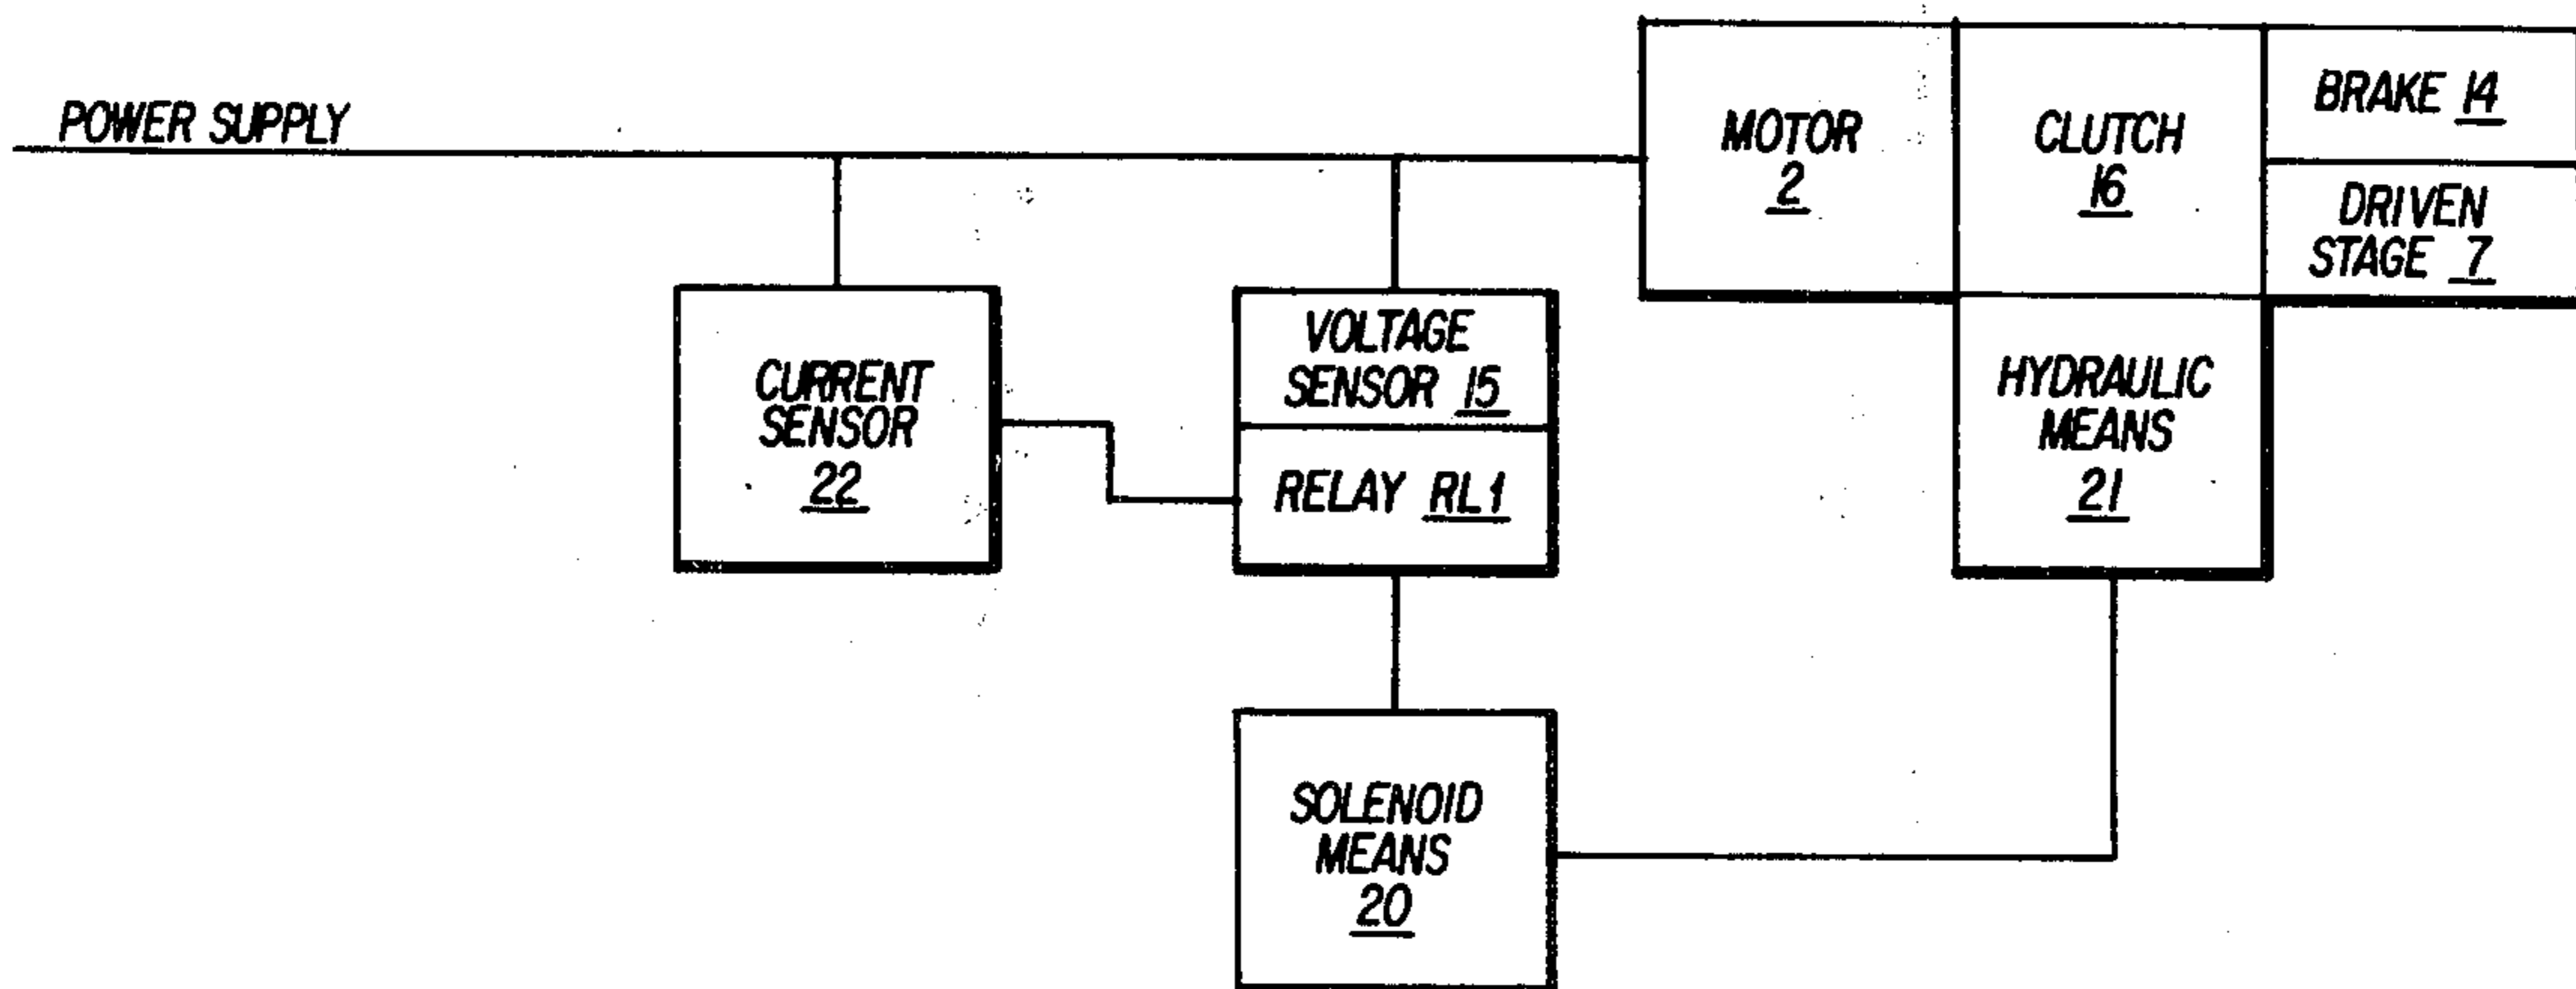 POWER SUPPLY
MOTOR
2
CLUTCH
16
BRAKE 14
DRIVEN
STAGE 7
CURRENT
SENSOR
22
VOLTAGE
SENSOR 15
RELAY RL1
HYDRAULIC
MEANS
21
SOLENOID
MEANS
20